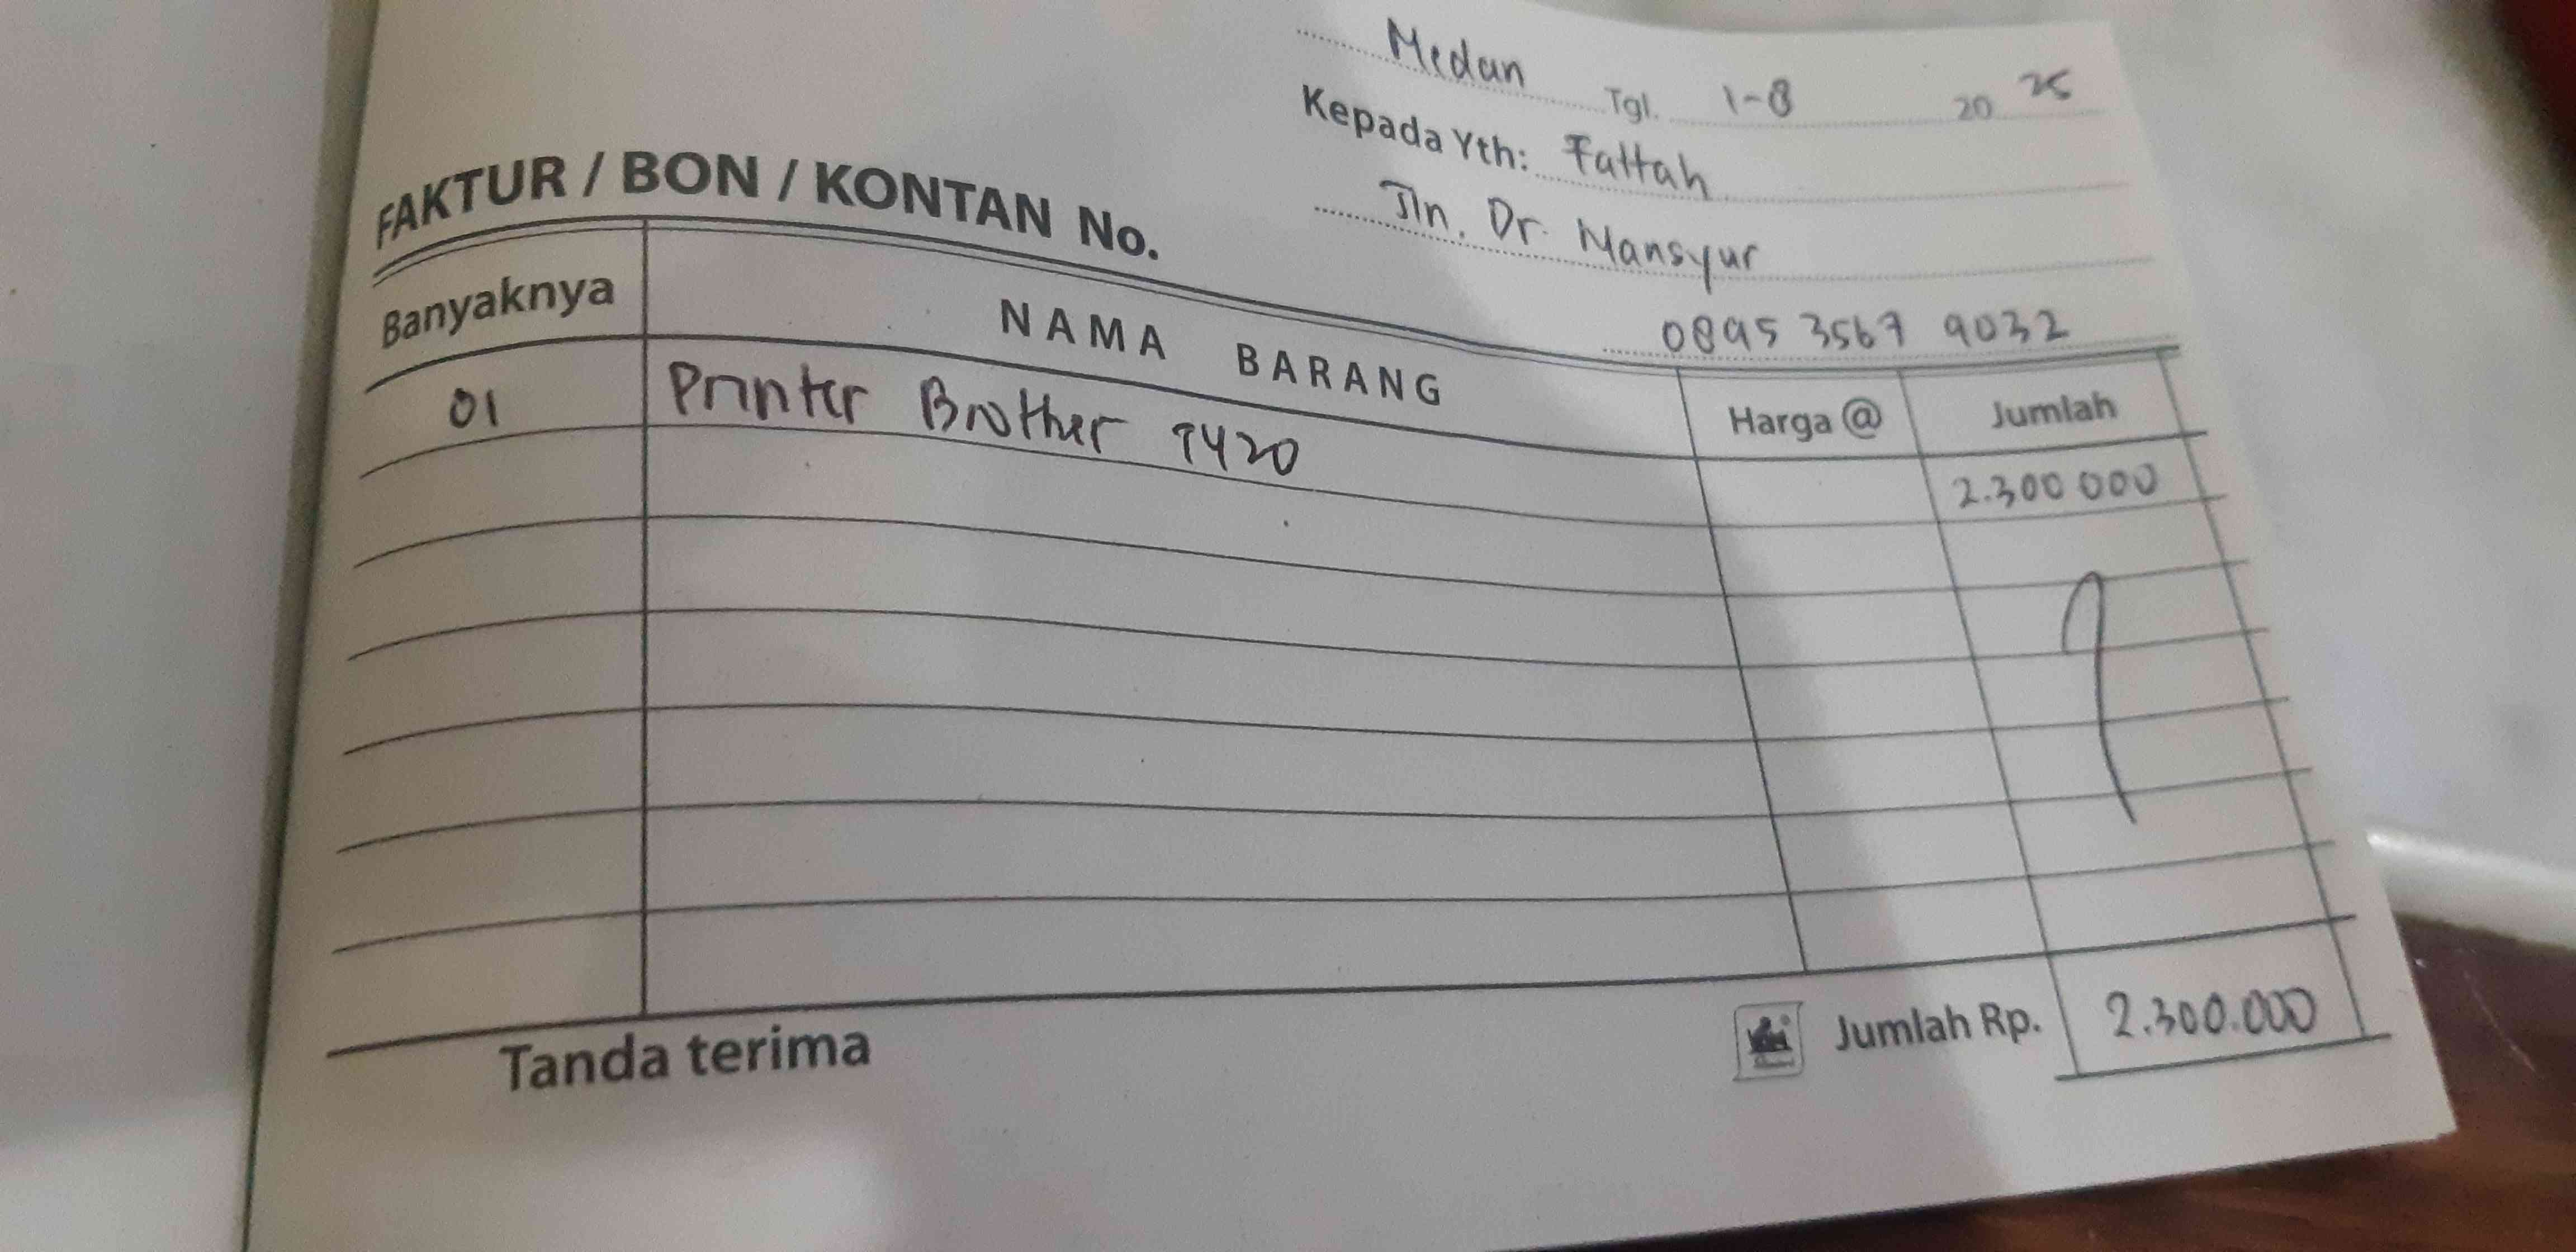 Medan Tgl. 1-8 20 25
Kepada Yth: Fattah
Jln. Dr. Mansyur
0895 3567 9032
FAKTUR / BON / KONTAN No.
Banyaknya NAMA BARANG Harga @ Jumlah
01 Printer Brother T420 2.300 000
Tanda terima Jumlah Rp. 2.300.000